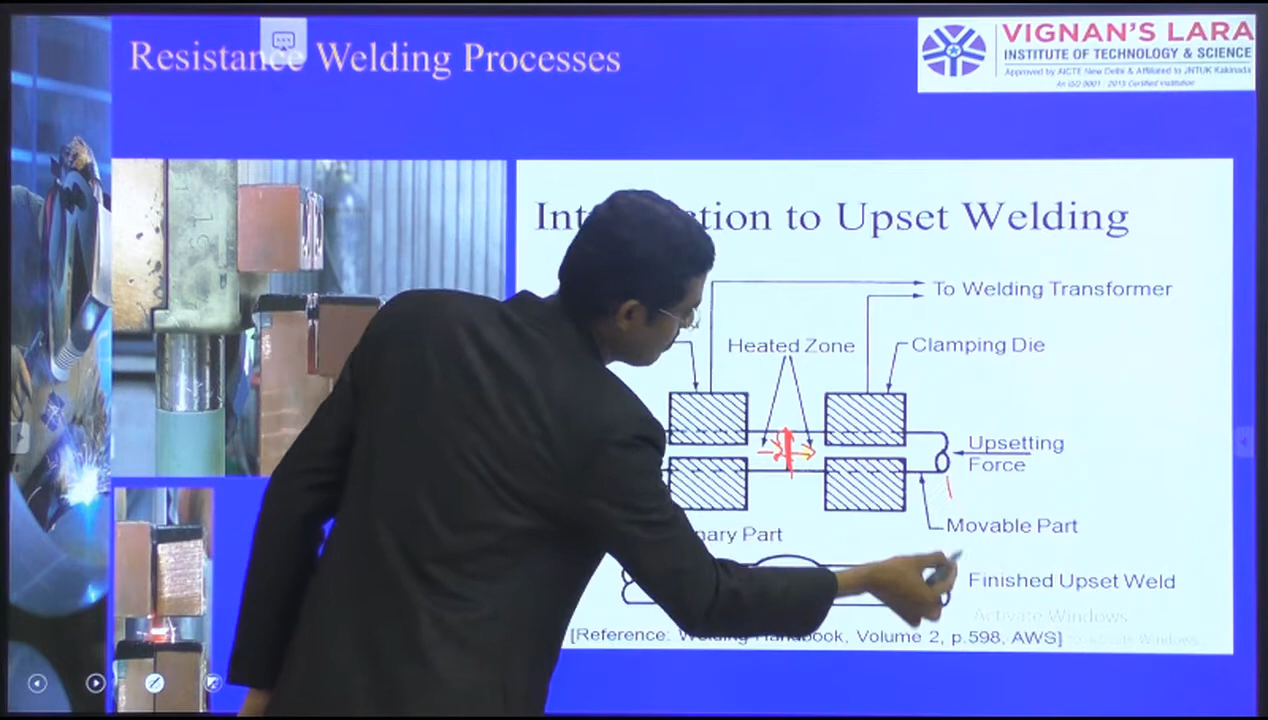 Resistance Welding Processes
VIGNAN'S LARA
INSTITUTE OF TECHNOLOGY & SCIENCE
Approved by AICTE New Delhi & Affiliated to JNTUK Kakinada
An ISO 9001 - 2015 Certified Institution
to Upset Welding
To Welding Transformer
Heated Zone
Clamping Die
Upsetting
Force
Part
Movable Part
Finished Upset Weld
Activate Windows
[Reference: Welding Handbook, Volume 2, p.598, AWS]